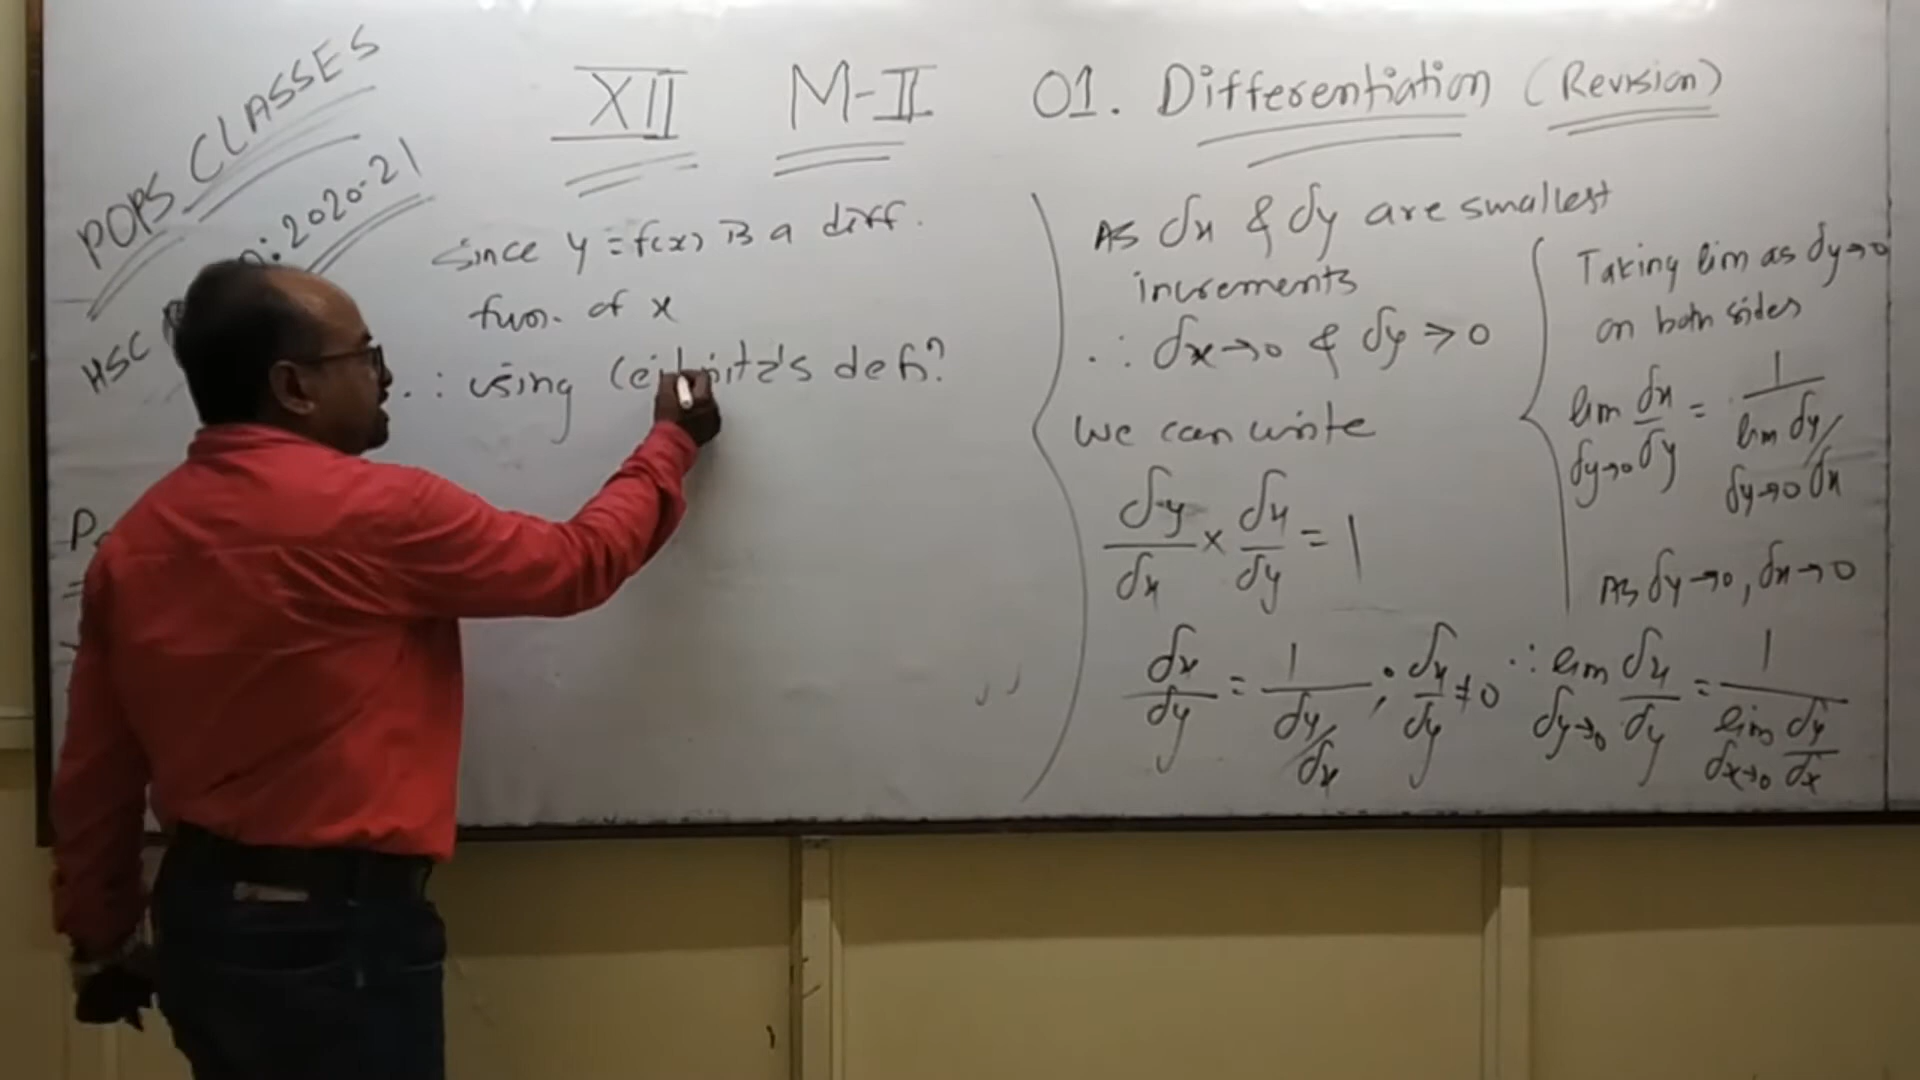 POPS CLASSES
HSC
: 2020-21
XII M-II 01. Differentiation (Revision)
Since y = f(x) is a diff.
fun. of x
∴ using Leibnitz's defn.
As δx & δy are smallest
increments
∴ δx→0 & δy→0
We can write
δy/δx × δx/δy = 1
δx/δy = 1/(δy/δx) ; δx/δy ≠ 0
Taking lim as δy→0
on both sides
lim δy→0 δx/δy = 1/(lim δy→0 δy/δx)
As δy→0, δx→0
∴ lim δy→0 δx/δy = 1/(lim δx→0 δy/δx)